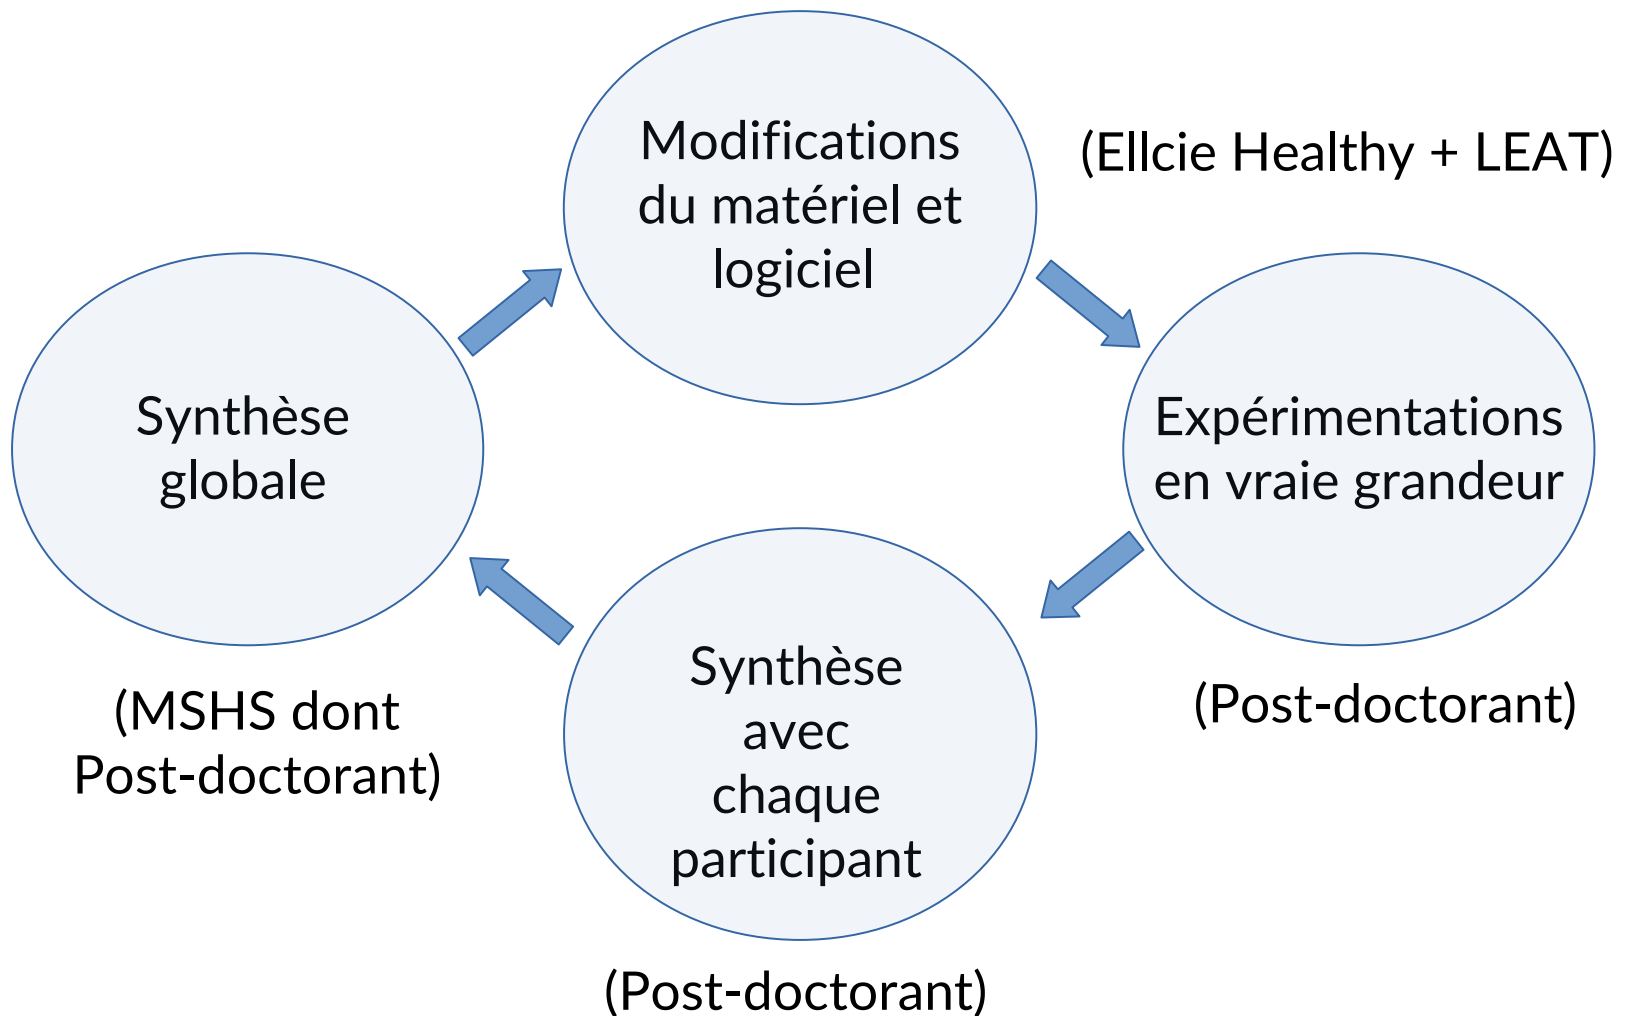 Modifications
du matériel et
logiciel
(Ellcie Healthy + LEAT)
Synthèse
globale
Expérimentations
en vraie grandeur
(MSHS dont
Post-doctorant)
Synthèse
avec
chaque
participant
(Post-doctorant)
(Post-doctorant)